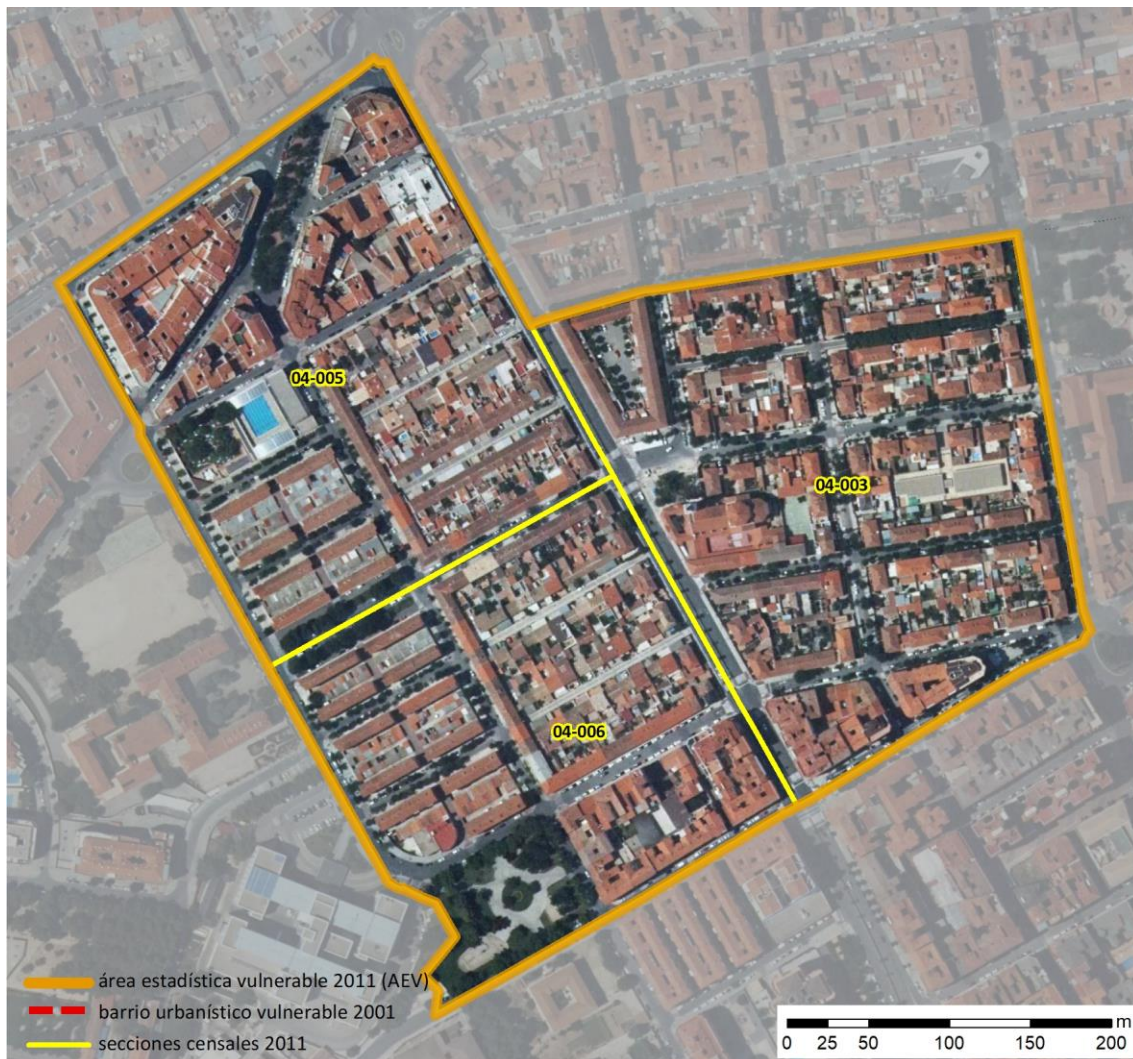 04-005
04-003
04-006
área estadística vulnerable 2011 (AEV)
barrio urbanístico vulnerable 2001
secciones censales 2011
m
0 25 50 100 150 200